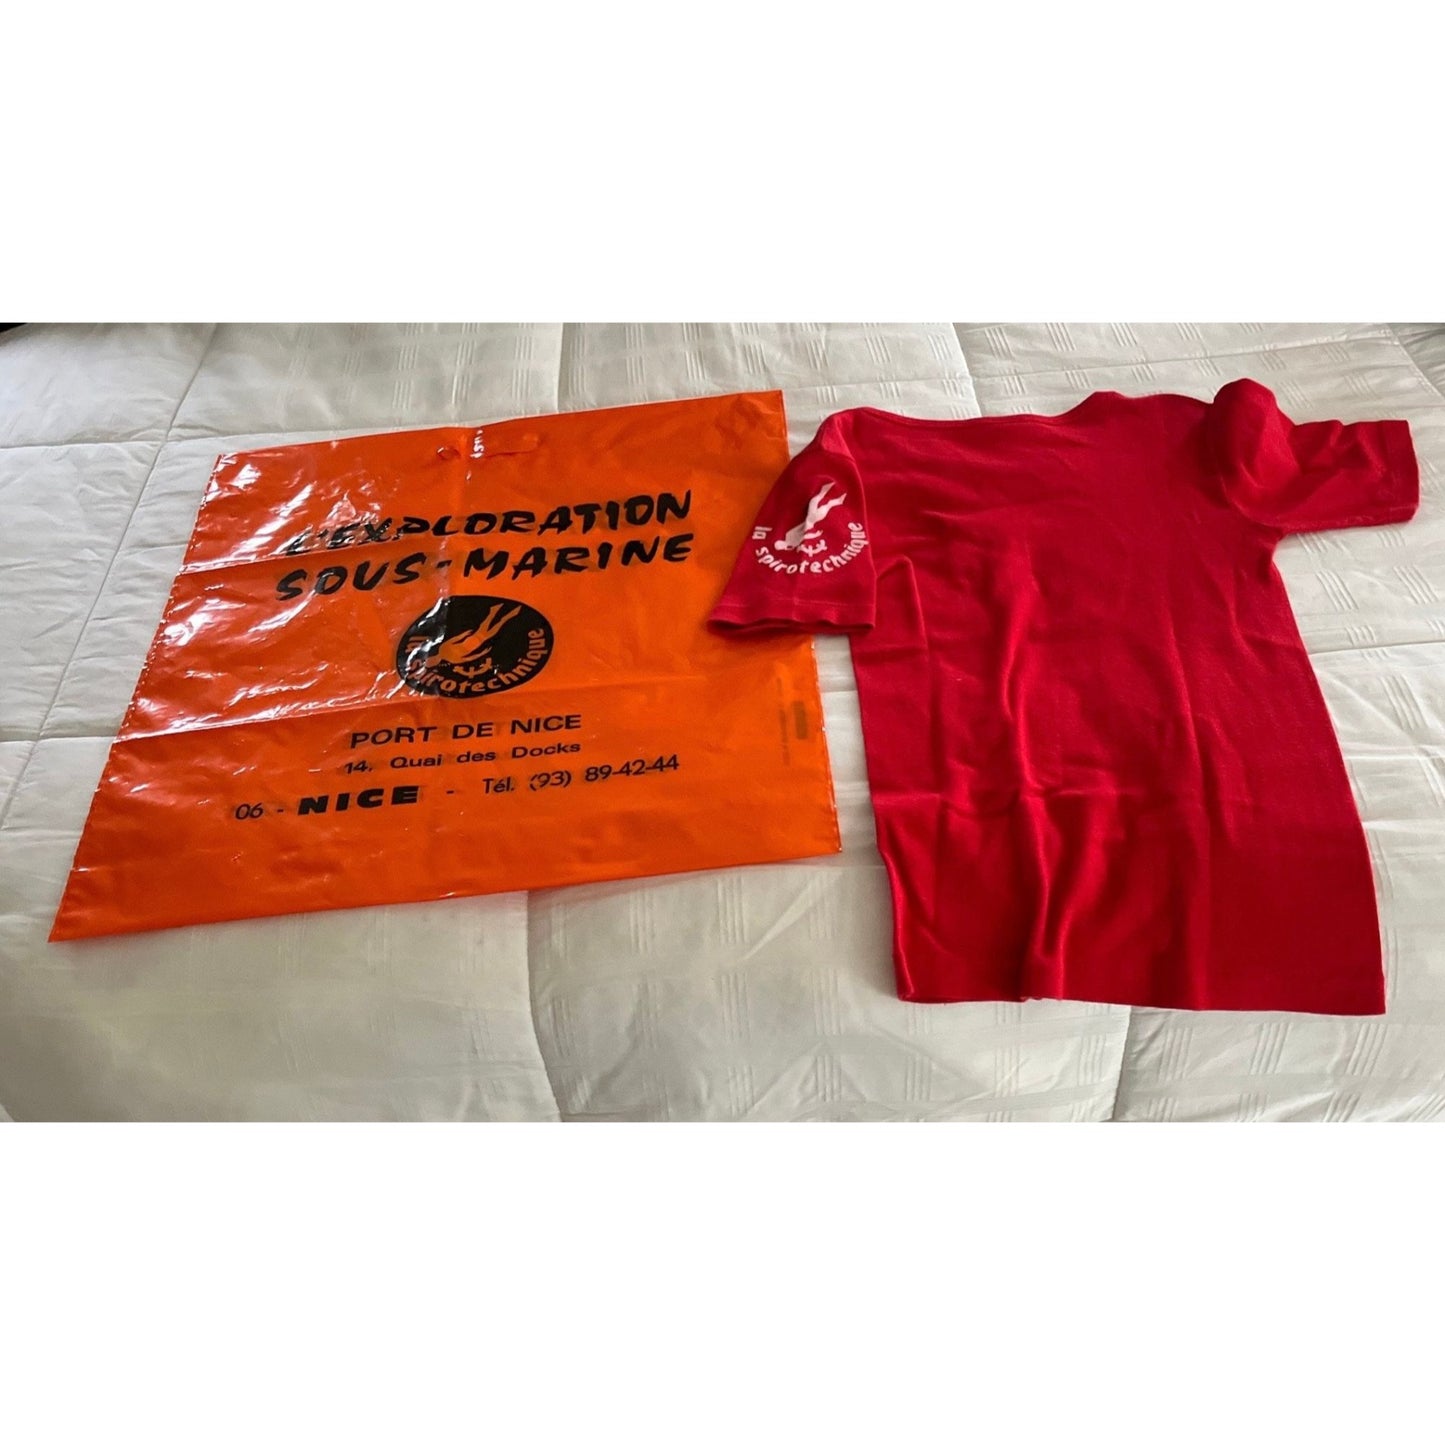 L'EXPLORATION
SOUS-MARINE
la spirotechnique
PORT DE NICE
14, Quai des Docks
06 - NICE - Tél. (93) 89-42-44
la spirotechnique